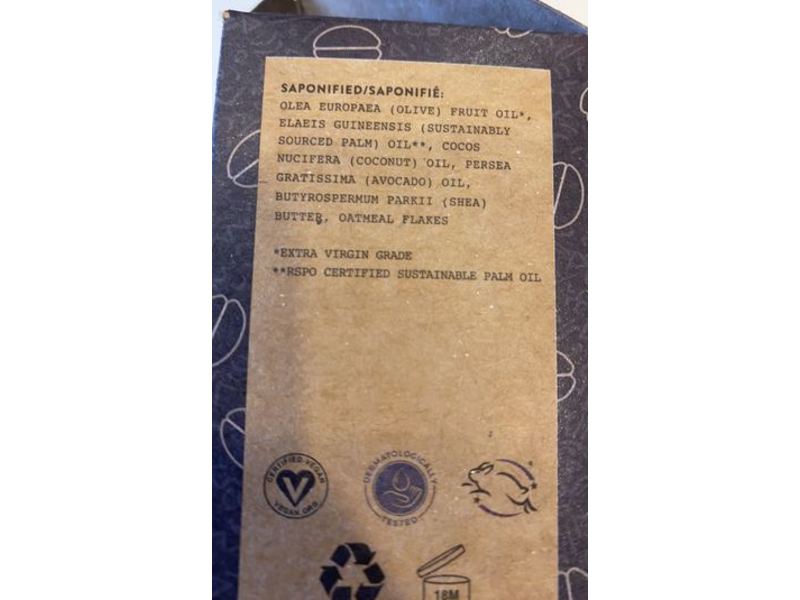 SAPONIFIED/SAPONIFIÉ:
OLEA EUROPAEA (OLIVE) FRUIT OIL*,
ELAEIS GUINEENSIS (SUSTAINABLY
SOURCED PALM) OIL**, COCOS
NUCIFERA (COCONUT) OIL, PERSEA
GRATISSIMA (AVOCADO) OIL,
BUTYROSPERMUM PARKII (SHEA)
BUTTER, OATMEAL FLAKES
*EXTRA VIRGIN GRADE
**RSPO CERTIFIED SUSTAINABLE PALM OIL
CERTIFIED VEGAN
VEGAN.ORG
DERMATOLOGICALLY
TESTED
18M